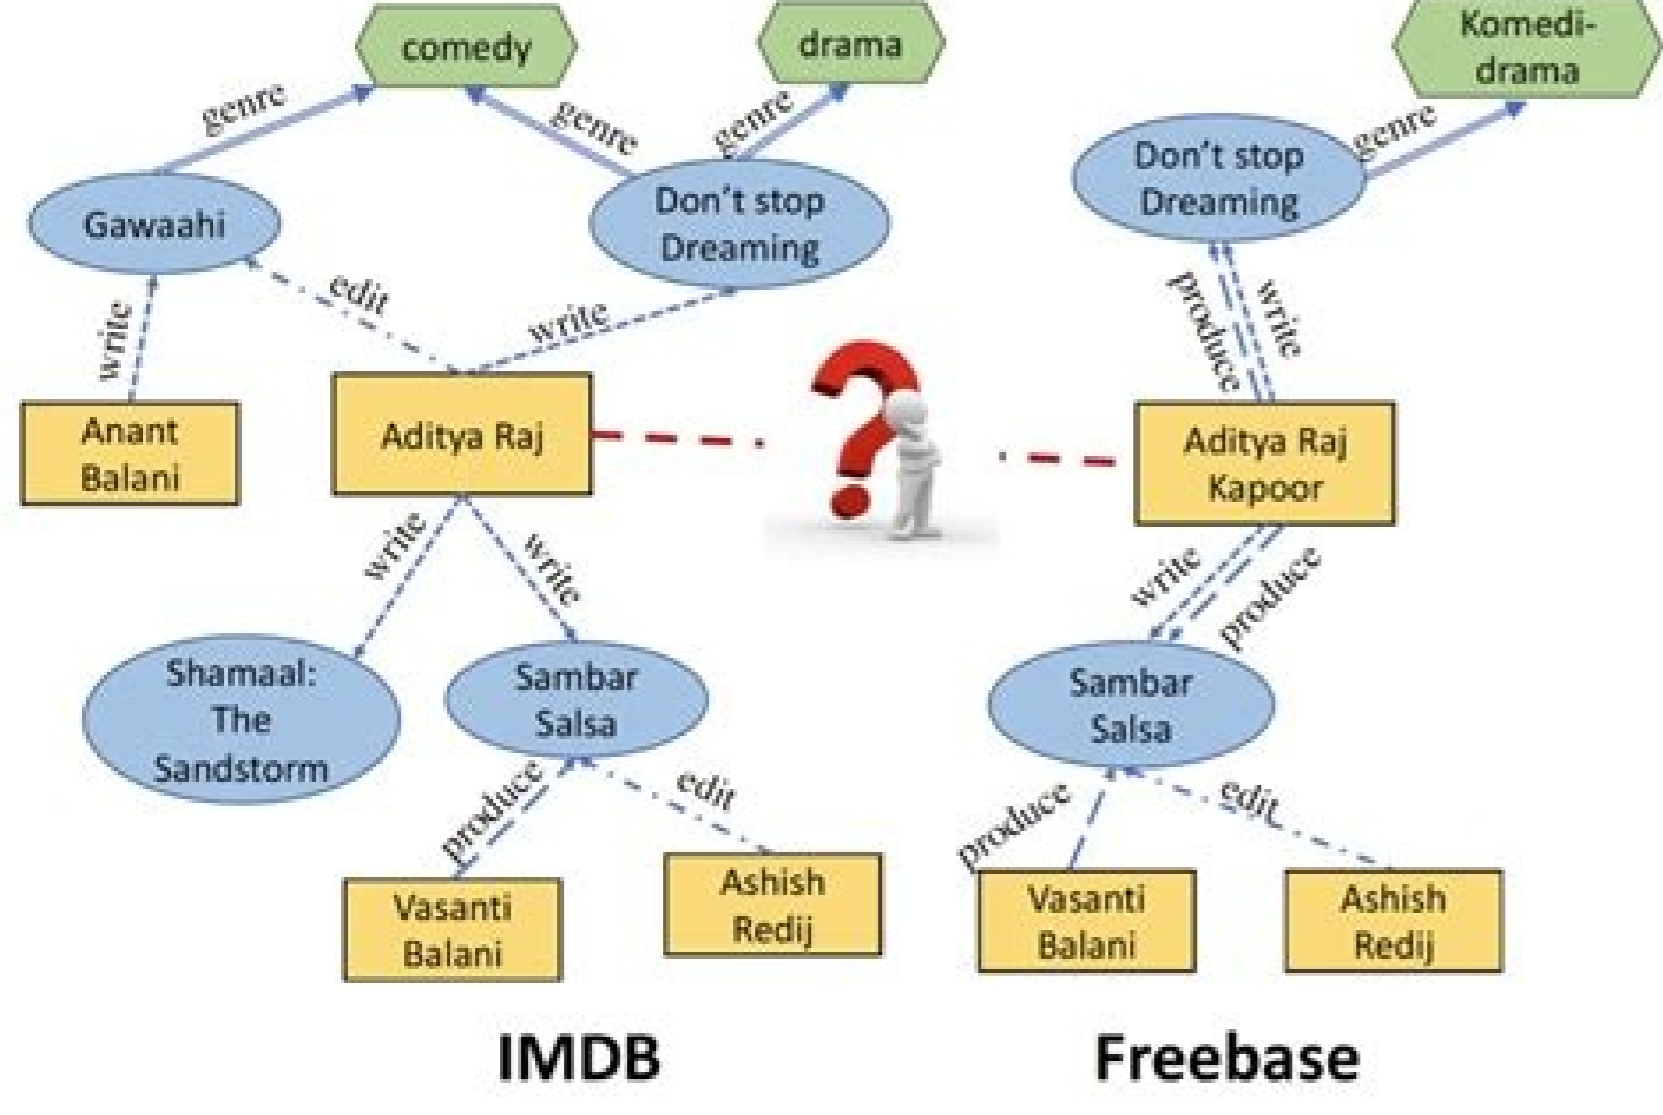 comedy
drama
Komedi-
drama
genre
genre
genre
genre
Gawaahi
Don't stop
Dreaming
Don't stop
Dreaming
write
edit
write
produce
write
Anant
Balani
Aditya Raj
Aditya Raj
Kapoor
write
write
write
produce
Shamaal:
The
Sandstorm
Sambar
Salsa
Sambar
Salsa
produce
edit
produce
edit
Vasanti
Balani
Ashish
Redij
Vasanti
Balani
Ashish
Redij
IMDB
Freebase